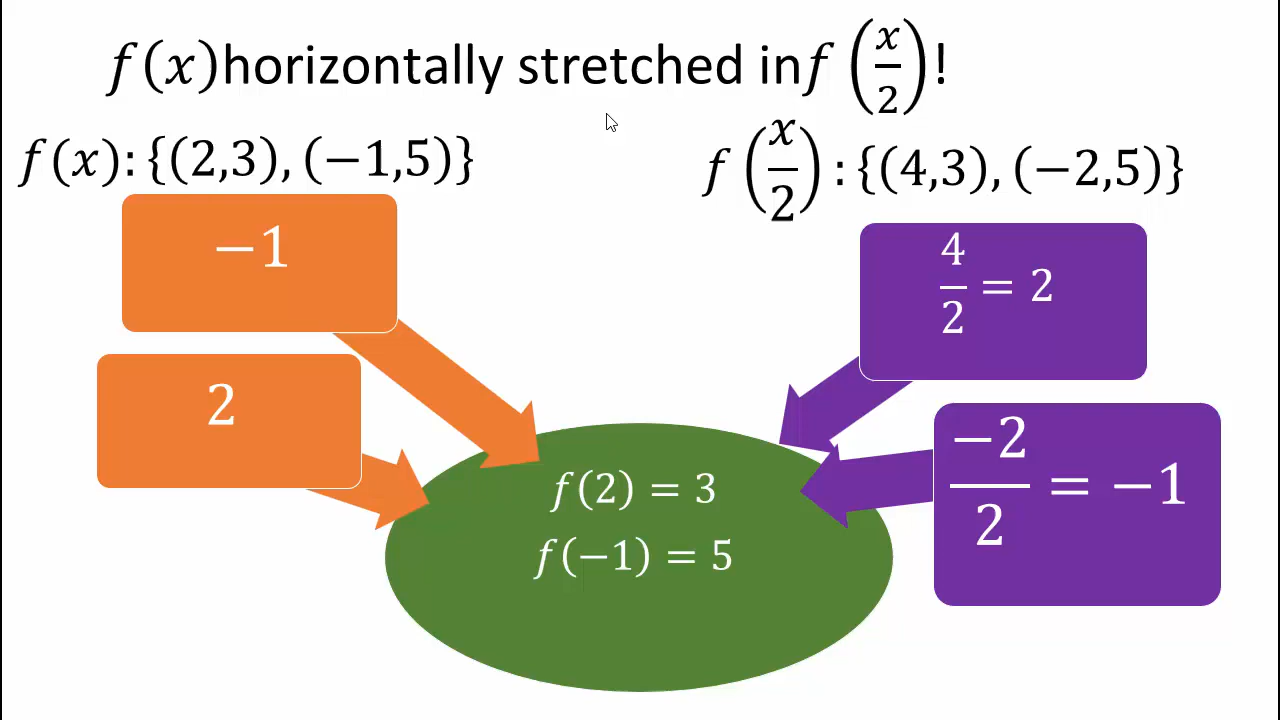 f(x)horizontally stretched inf(x/2)!
f(x): {(2,3), (−1,5)}
f(x/2): {(4,3), (−2,5)}
−1
2
4/2 = 2
−2/2 = −1
f(2) = 3
f(−1) = 5